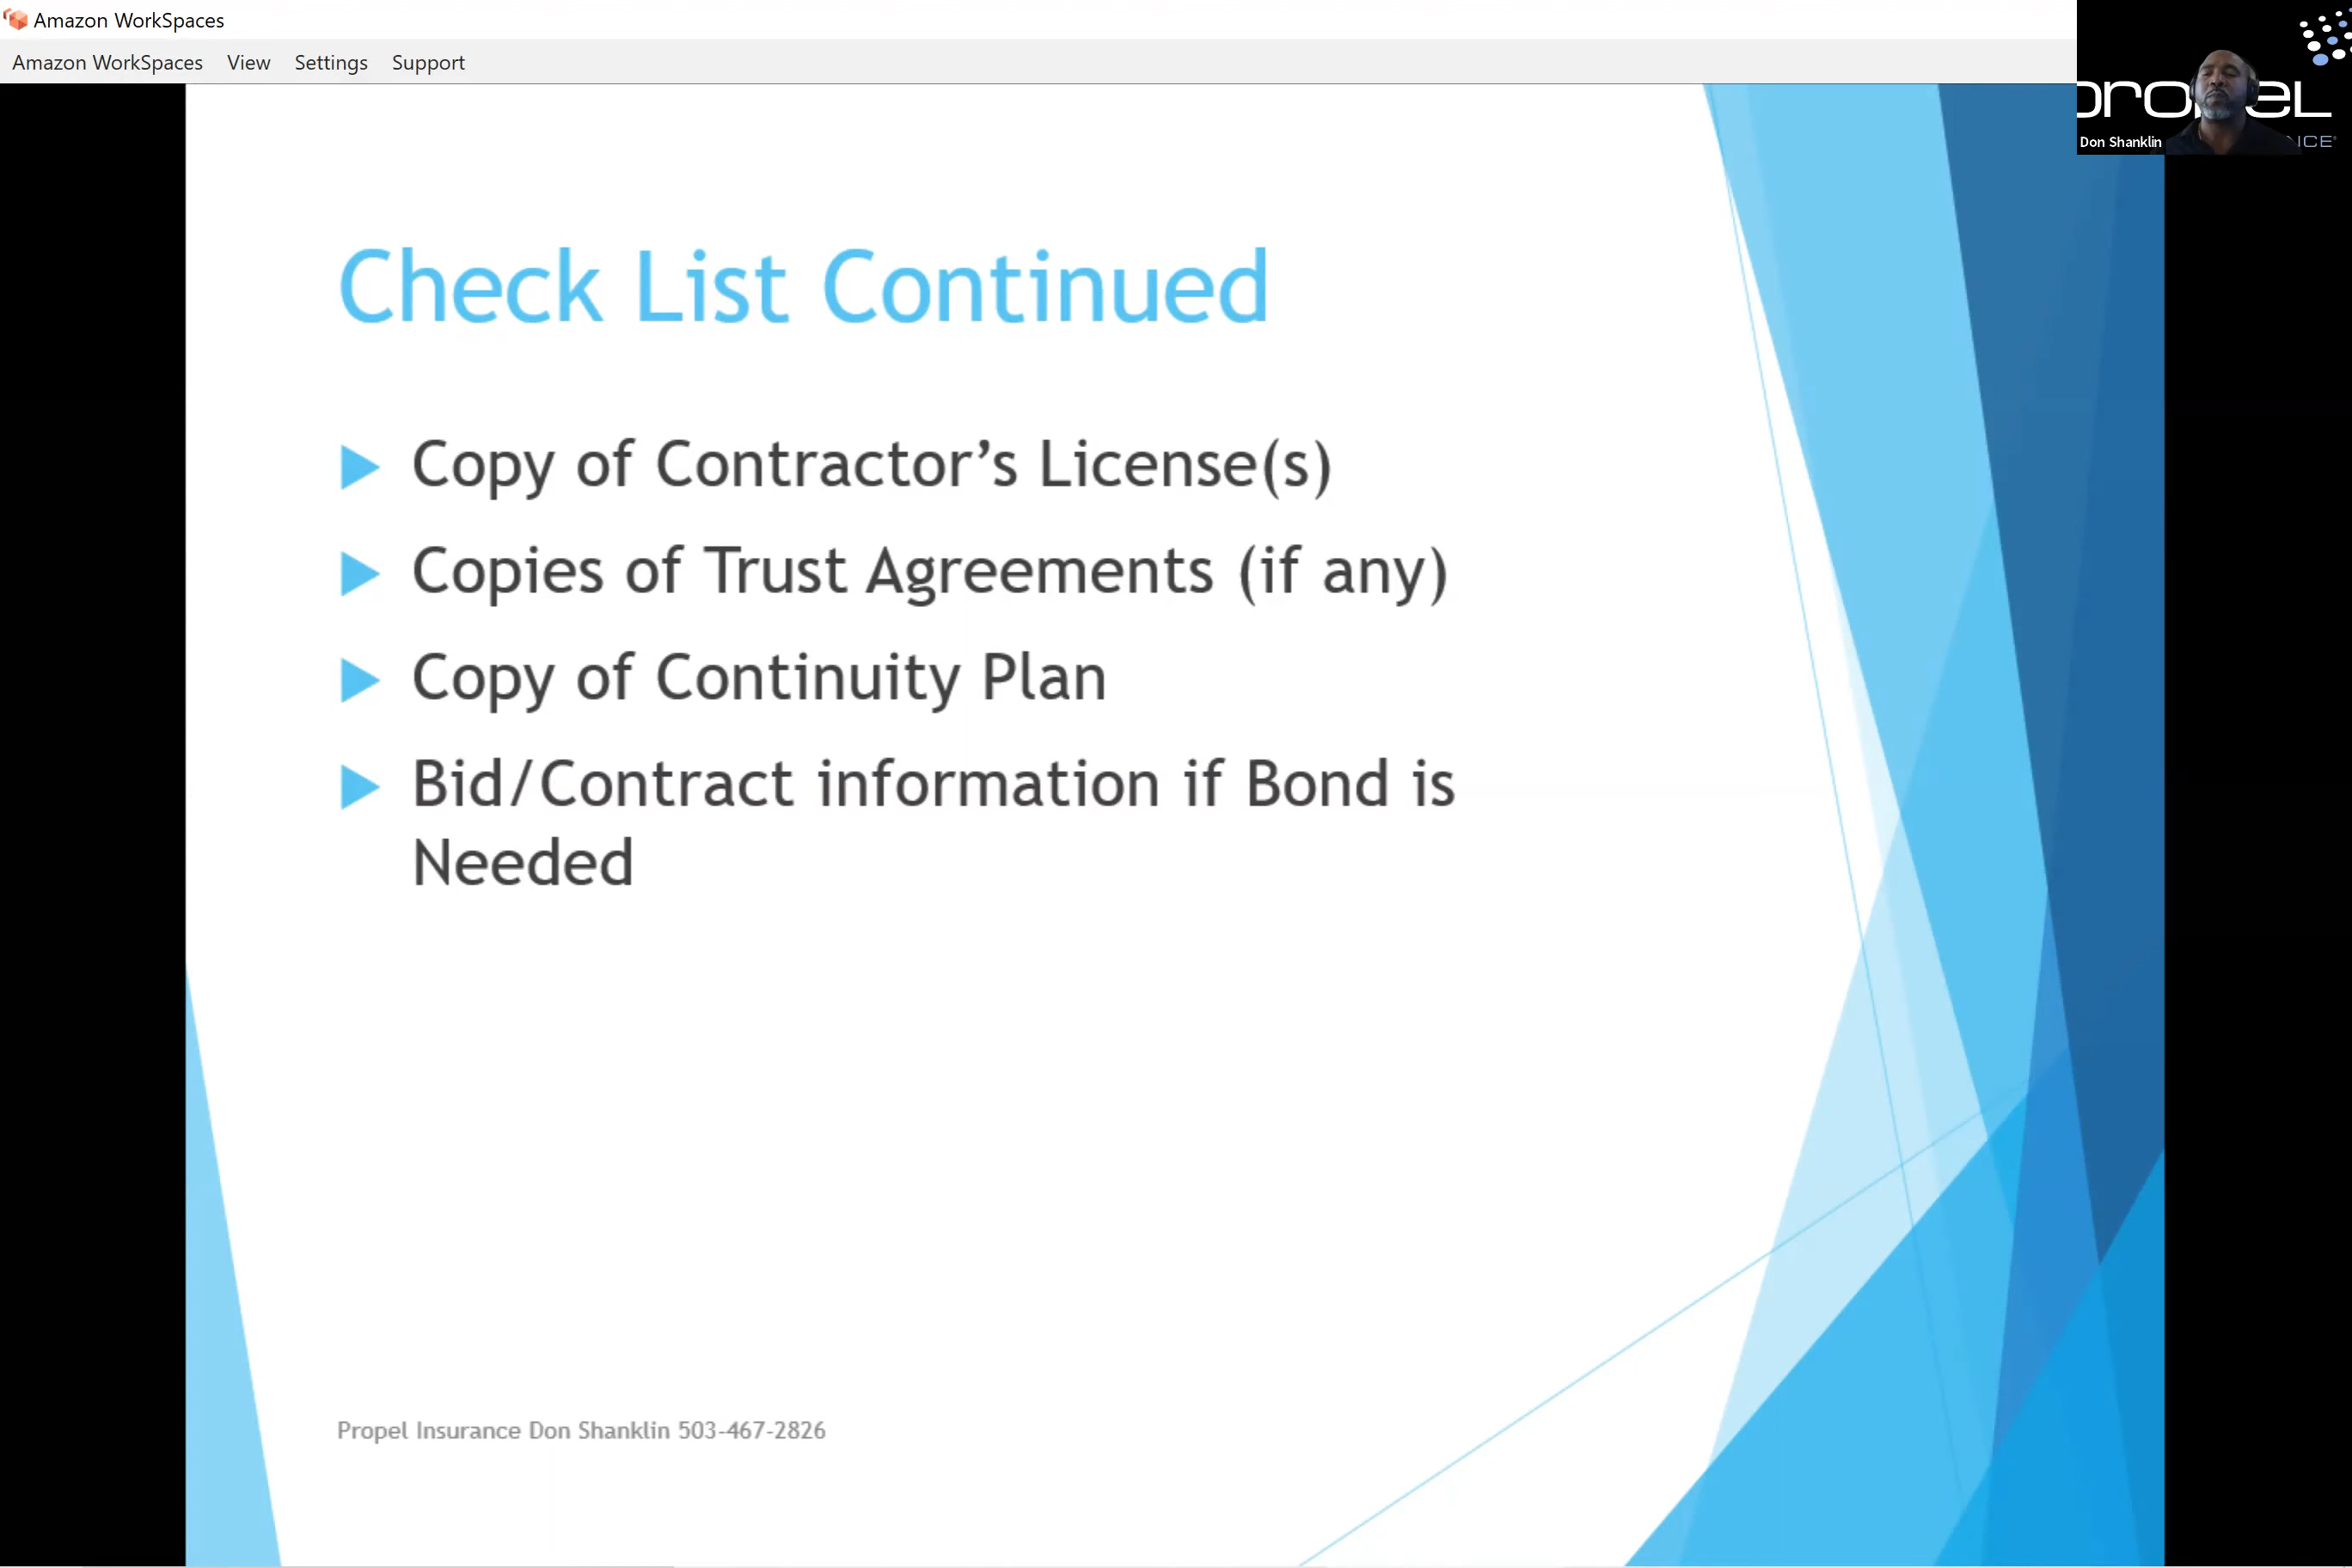 Amazon WorkSpaces
Amazon WorkSpaces View Settings Support
Don Shanklin
Check List Continued
Copy of Contractor’s License(s)
Copies of Trust Agreements (if any)
Copy of Continuity Plan
Bid/Contract information if Bond is
Needed
Propel Insurance Don Shanklin 503-467-2826